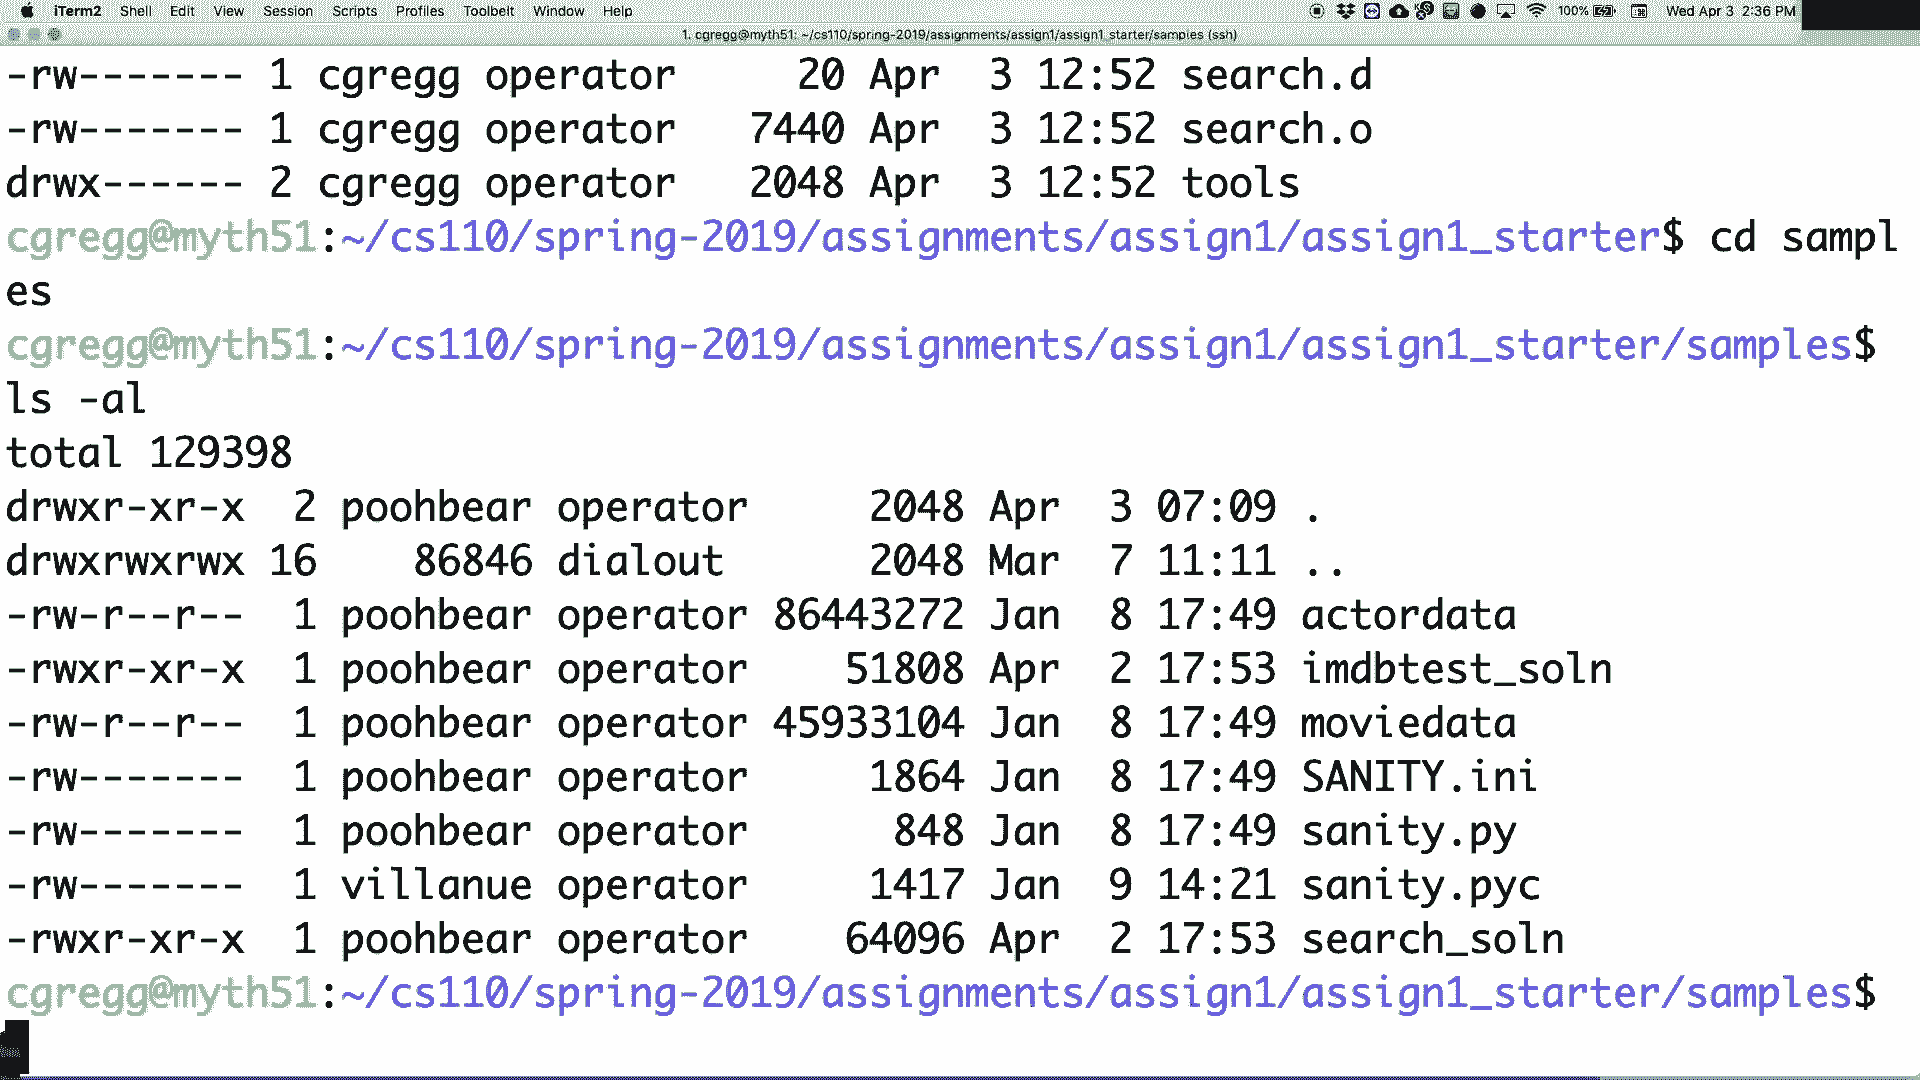 iTerm2 Shell Edit View Session Scripts Profiles Toolbelt Window Help 100% Wed Apr 3 2:36 PM
1. cgregg@myth51: ~/cs110/spring-2019/assignments/assign1/assign1_starter/samples (ssh)
-rw------- 1 cgregg operator 20 Apr 3 12:52 search.d
-rw------- 1 cgregg operator 7440 Apr 3 12:52 search.o
drwx------ 2 cgregg operator 2048 Apr 3 12:52 tools
cgregg@myth51:~/cs110/spring-2019/assignments/assign1/assign1_starter$ cd sampl
es
cgregg@myth51:~/cs110/spring-2019/assignments/assign1/assign1_starter/samples$
ls -al
total 129398
drwxr-xr-x 2 poohbear operator 2048 Apr 3 07:09 .
drwxrwxrwx 16 86846 dialout 2048 Mar 7 11:11 ..
-rw-r--r-- 1 poohbear operator 86443272 Jan 8 17:49 actordata
-rwxr-xr-x 1 poohbear operator 51808 Apr 2 17:53 imdbtest_soln
-rw-r--r-- 1 poohbear operator 45933104 Jan 8 17:49 moviedata
-rw------- 1 poohbear operator 1864 Jan 8 17:49 SANITY.ini
-rw------- 1 poohbear operator 848 Jan 8 17:49 sanity.py
-rw------- 1 villanue operator 1417 Jan 9 14:21 sanity.pyc
-rwxr-xr-x 1 poohbear operator 64096 Apr 2 17:53 search_soln
cgregg@myth51:~/cs110/spring-2019/assignments/assign1/assign1_starter/samples$